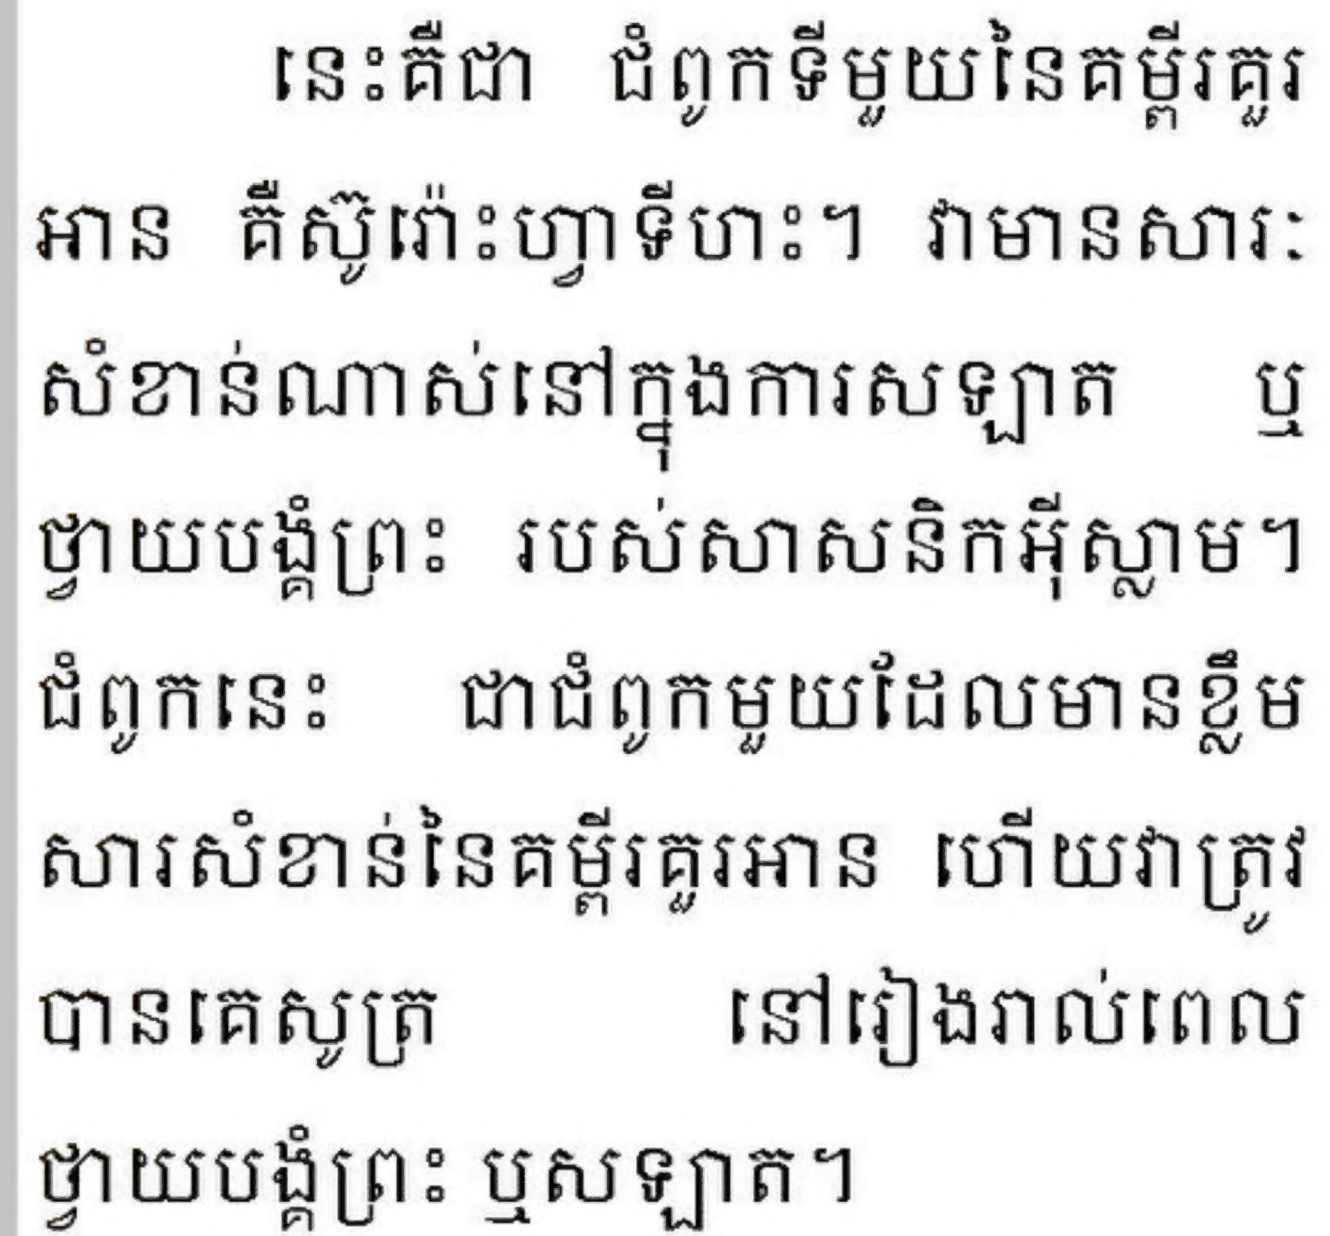 នេះគឺជា ជំពូកទីមួយនៃគម្ពីរគួរ
អាន គឺស៊ូរ៉ោះហ្វាទីហះ។ វាមានសារៈ
សំខាន់ណាស់នៅក្នុងការសឡាត ឬ
ថ្វាយបង្គំព្រះ របស់សាសនិកអ៊ីស្លាម។
ជំពូកនេះ ជាជំពូកមួយដែលមានខ្លឹម
សារសំខាន់នៃគម្ពីរគួរអាន ហើយវាត្រូវ
បានគេសូត្រ នៅរៀងរាល់ពេល
ថ្វាយបង្គំព្រះ ឬសឡាត។